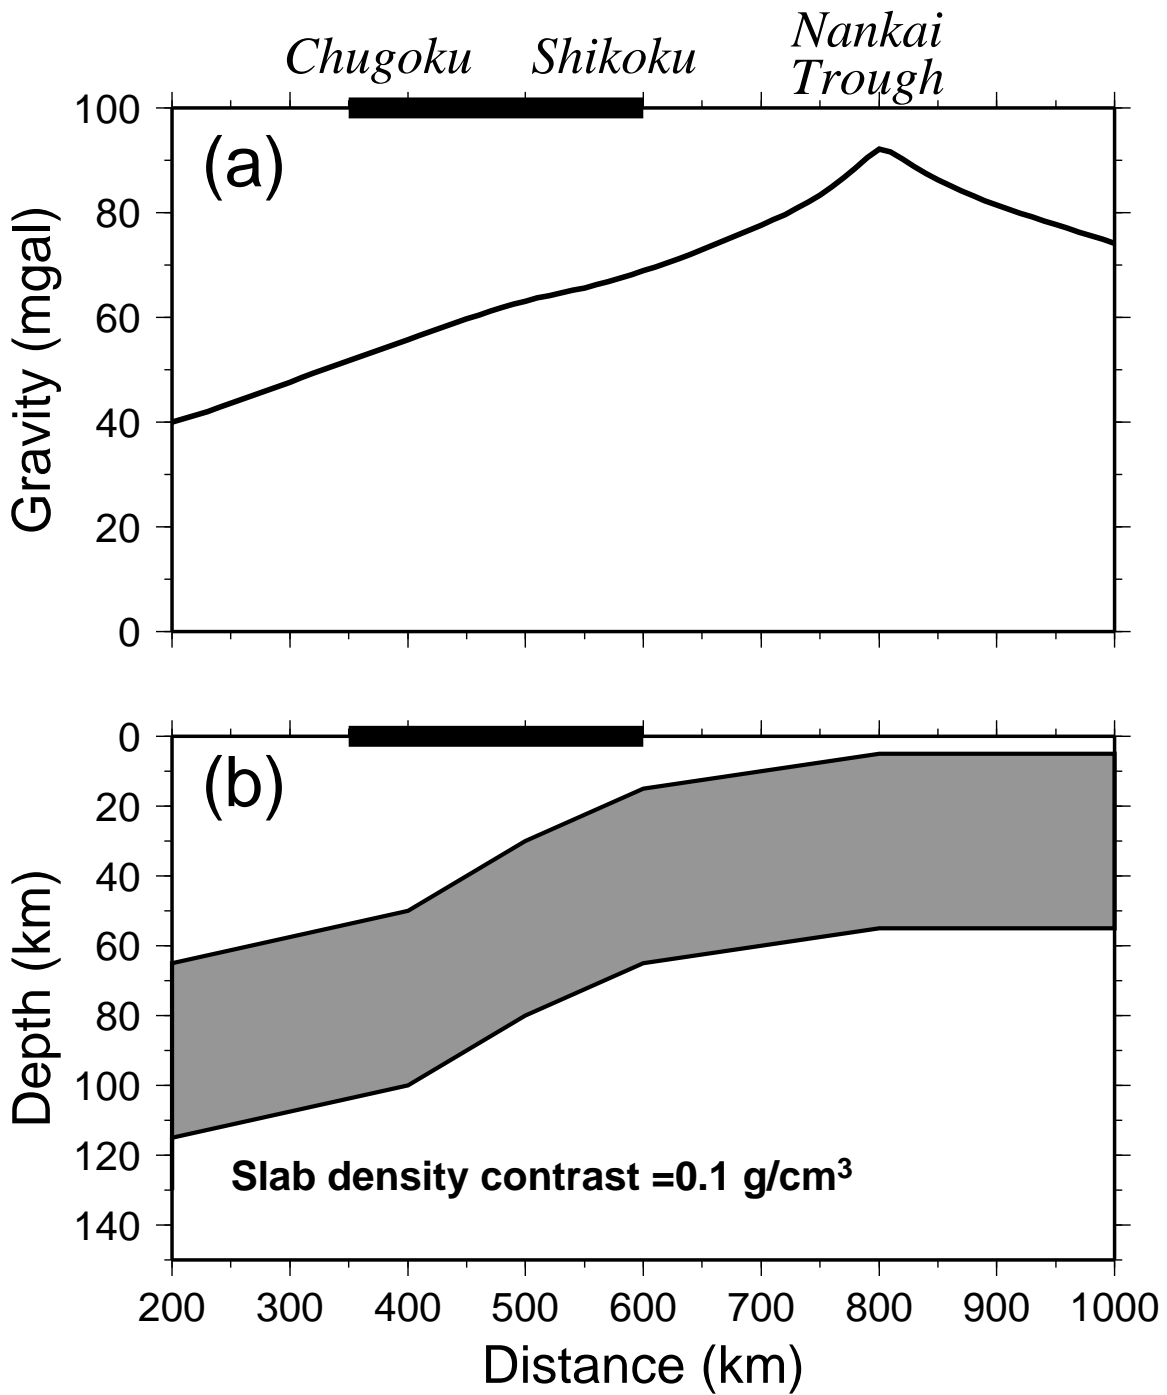 Chugoku Shikoku Nankai
Trough
(a)
100
80
60
40
20
0
Gravity (mgal)
(b)
0
20
40
60
80
100
120
140
Depth (km)
Slab density contrast =0.1 g/cm³
200 300 400 500 600 700 800 900 1000
Distance (km)